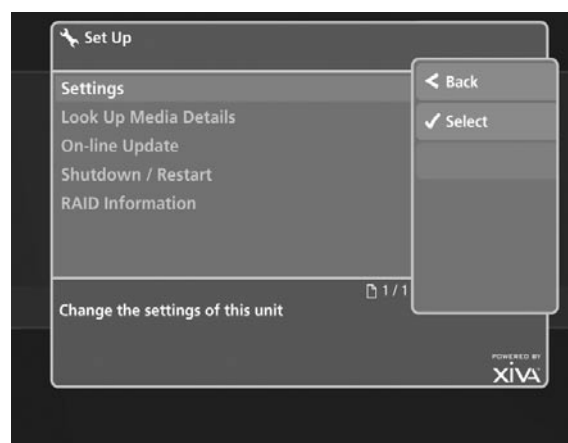 Set Up
Settings
Look Up Media Details
On-line Update
Shutdown / Restart
RAID Information
Back
Select
1 / 1
Change the settings of this unit
POWERED BY
XiVA